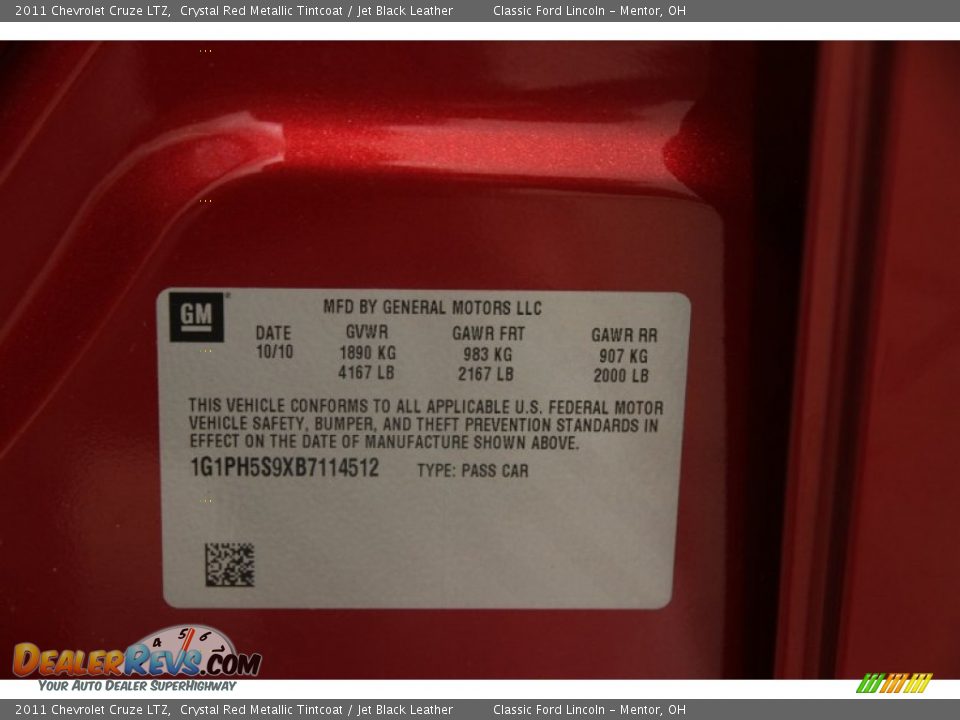 2011 Chevrolet Cruze LTZ,  Crystal Red Metallic Tintcoat / Jet Black Leather   Classic Ford Lincoln – Mentor, OH
GM®
MFD BY GENERAL MOTORS LLC
DATE   GVWR   GAWR FRT   GAWR RR
10/10   1890 KG   983 KG   907 KG
4167 LB   2167 LB   2000 LB
THIS VEHICLE CONFORMS TO ALL APPLICABLE U.S. FEDERAL MOTOR
VEHICLE SAFETY, BUMPER, AND THEFT PREVENTION STANDARDS IN
EFFECT ON THE DATE OF MANUFACTURE SHOWN ABOVE.
1G1PH5S9XB7114512   TYPE: PASS CAR
4 5 6
DEALERREVS.COM
YOUR AUTO DEALER SUPERHIGHWAY
2011 Chevrolet Cruze LTZ,  Crystal Red Metallic Tintcoat / Jet Black Leather   Classic Ford Lincoln – Mentor, OH